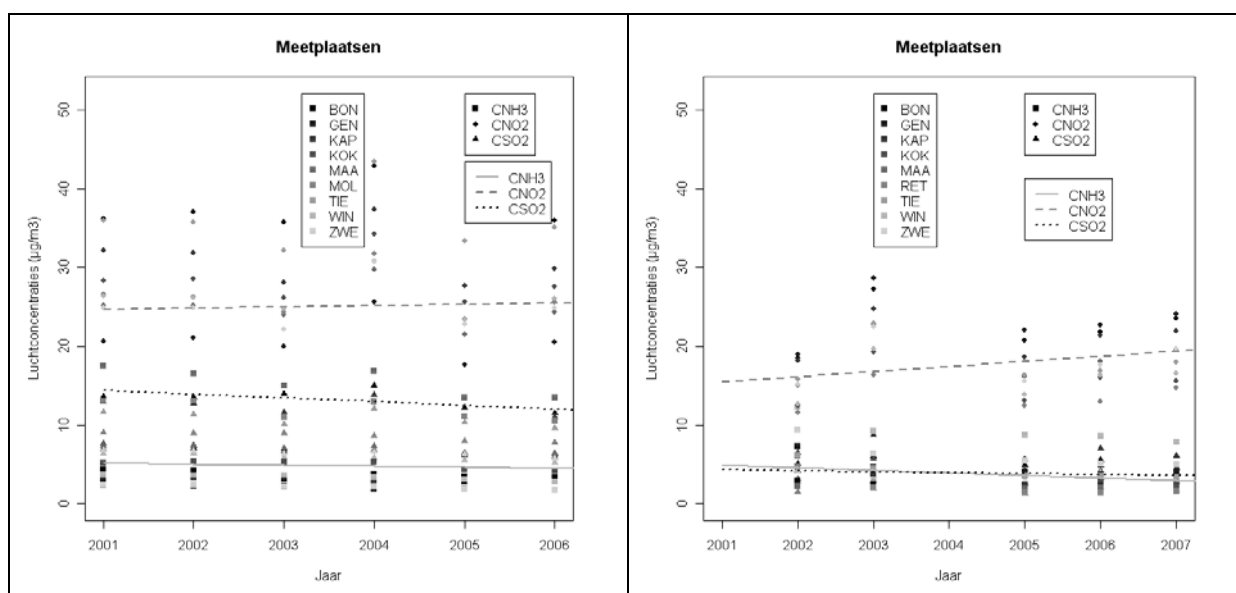 Meetplaatsen
Luchtconcentraties (µg/m3)
50
40
30
20
10
0
BON
GEN
KAP
KOK
MAA
MOL
TIE
WIN
ZWE
CNH3
CNO2
CSO2
CNH3
CNO2
CSO2
2001 2002 2003 2004 2005 2006
Jaar
Meetplaatsen
Luchtconcentraties (µg/m3)
50
40
30
20
10
0
BON
GEN
KAP
KOK
MAA
RET
TIE
WIN
ZWE
CNH3
CNO2
CSO2
CNH3
CNO2
CSO2
2001 2002 2003 2004 2005 2006 2007
Jaar